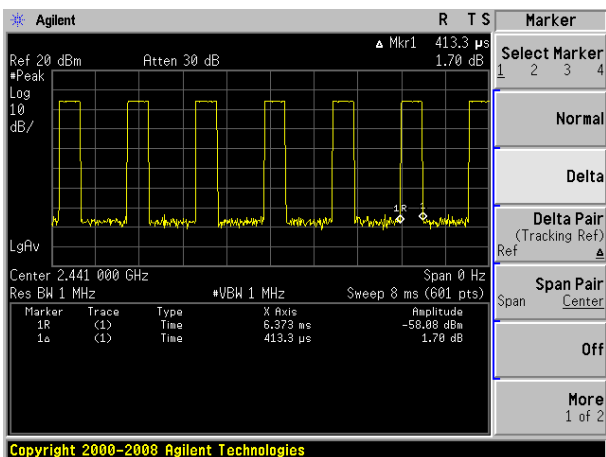 Agilent R T S Marker
Δ Mkr1 413.3 µs
Ref 20 dBm Atten 30 dB 1.70 dB
#Peak
Log
10
dB/
1R 1
LgAv
Center 2.441 000 GHz Span 0 Hz
Res BW 1 MHz #VBW 1 MHz Sweep 8 ms (601 pts)
Marker Trace Type X Axis Amplitude
1R (1) Time 6.373 ms -58.08 dBm
1Δ (1) Time 413.3 µs 1.70 dB
Select Marker
1 2 3 4
Normal
Delta
Delta Pair
(Tracking Ref)
Ref Δ
Span Pair
Span Center
Off
More
1 of 2
Copyright 2000-2008 Agilent Technologies